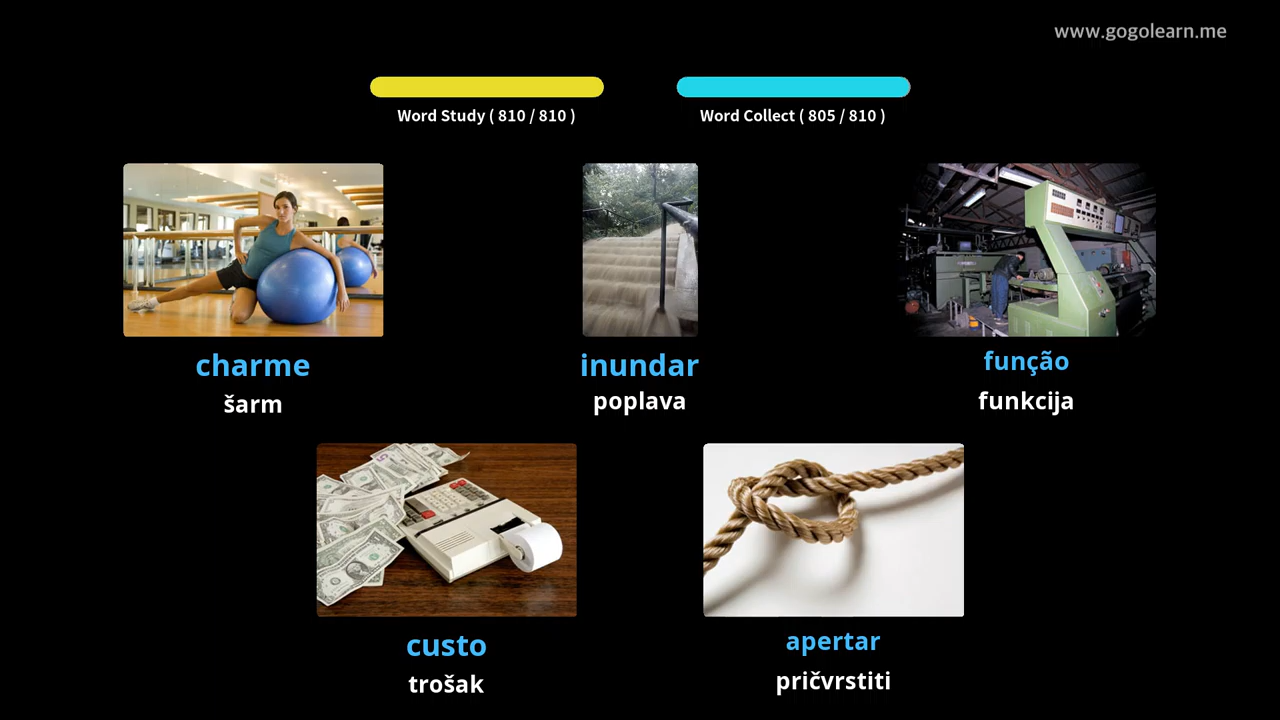 www.gogolearn.me
Word Study ( 810 / 810 )
Word Collect ( 805 / 810 )
charme
šarm
inundar
poplava
função
funkcija
custo
trošak
apertar
pričvrstiti